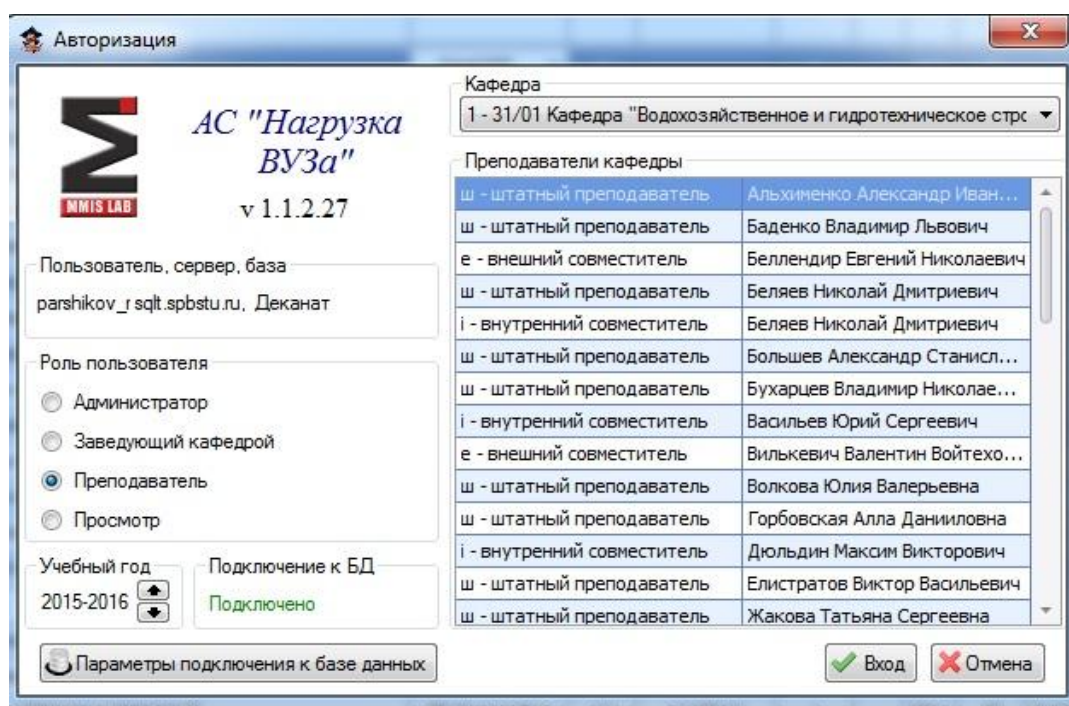 Авторизация
АС "Нагрузка
ВУЗа"
v 1.1.2.27
MMIS LAB
Пользователь, сервер, база
parshikov_r sqlt.spbstu.ru, Деканат
Роль пользователя
Администратор
Заведующий кафедрой
Преподаватель
Просмотр
Учебный год
2015-2016
Подключение к БД
Подключено
Параметры подключения к базе данных
Кафедра
1 - 31/01 Кафедра "Водохозяйственное и гидротехническое стрс
Преподаватели кафедры
ш - штатный преподаватель Альхименко Александр Иван...
ш - штатный преподаватель Баденко Владимир Львович
е - внешний совместитель Беллендир Евгений Николаевич
ш - штатный преподаватель Беляев Николай Дмитриевич
i - внутренний совместитель Беляев Николай Дмитриевич
ш - штатный преподаватель Большев Александр Станисл...
ш - штатный преподаватель Бухарцев Владимир Николае...
i - внутренний совместитель Васильев Юрий Сергеевич
е - внешний совместитель Вилькевич Валентин Войтехо...
ш - штатный преподаватель Волкова Юлия Валерьевна
ш - штатный преподаватель Горбовская Алла Данииловна
i - внутренний совместитель Дюльдин Максим Викторович
ш - штатный преподаватель Елистратов Виктор Васильевич
ш - штатный преподаватель Жакова Татьяна Сергеевна
Вход
Отмена